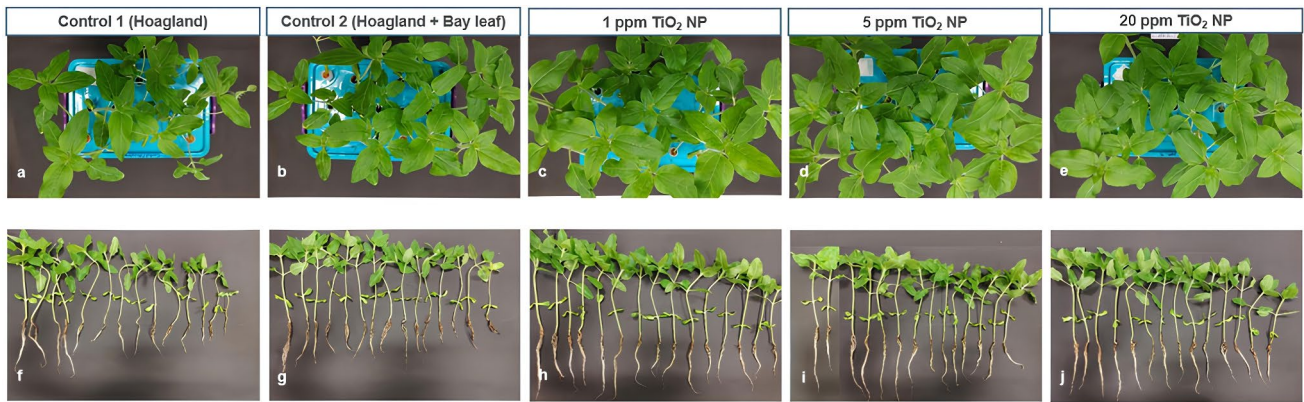 Control 1 (Hoagland)
Control 2 (Hoagland + Bay leaf)
1 ppm TiO₂ NP
5 ppm TiO₂ NP
20 ppm TiO₂ NP
a
b
c
d
e
f
g
h
i
j